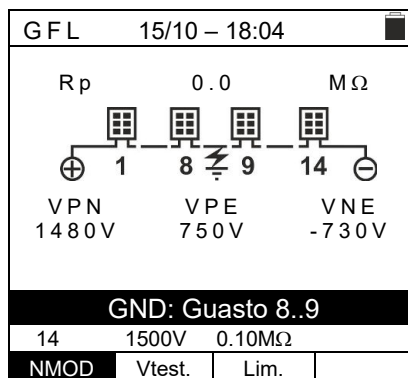 GFL 15/10 – 18:04
Rp 0.0 MΩ
1 8 9 14
VPN VPE VNE
1480V 750V -730V
GND: Guasto 8..9
14 1500V 0.10MΩ
NMOD Vtest. Lim.